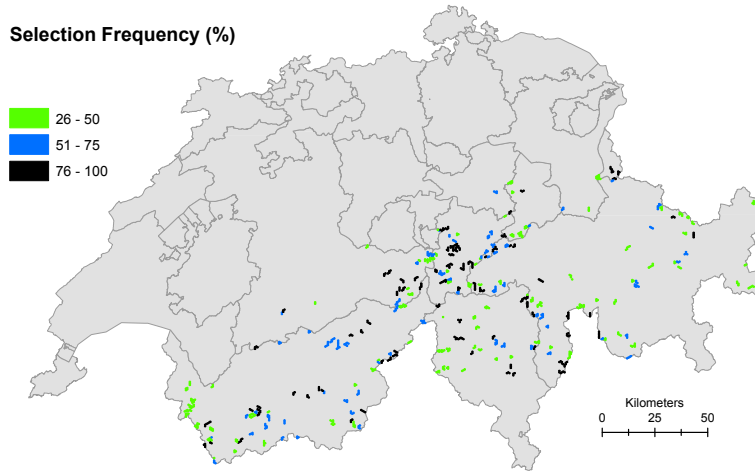 Selection Frequency (%)
26 - 50
51 - 75
76 - 100
Kilometers
0 25 50